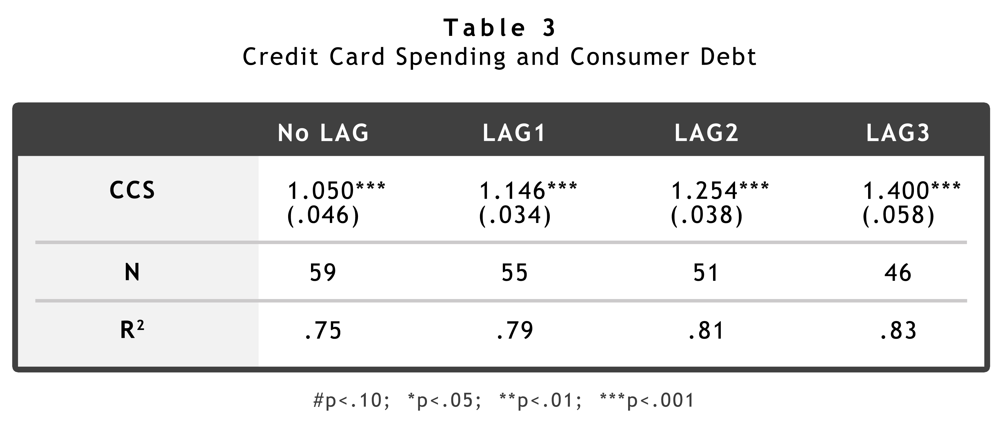 Table 3
Credit Card Spending and Consumer Debt
No LAG LAG1 LAG2 LAG3
CCS 1.050*** 1.146*** 1.254*** 1.400***
(.046) (.034) (.038) (.058)
N 59 55 51 46
R² .75 .79 .81 .83
#p<.10; *p<.05; **p<.01; ***p<.001